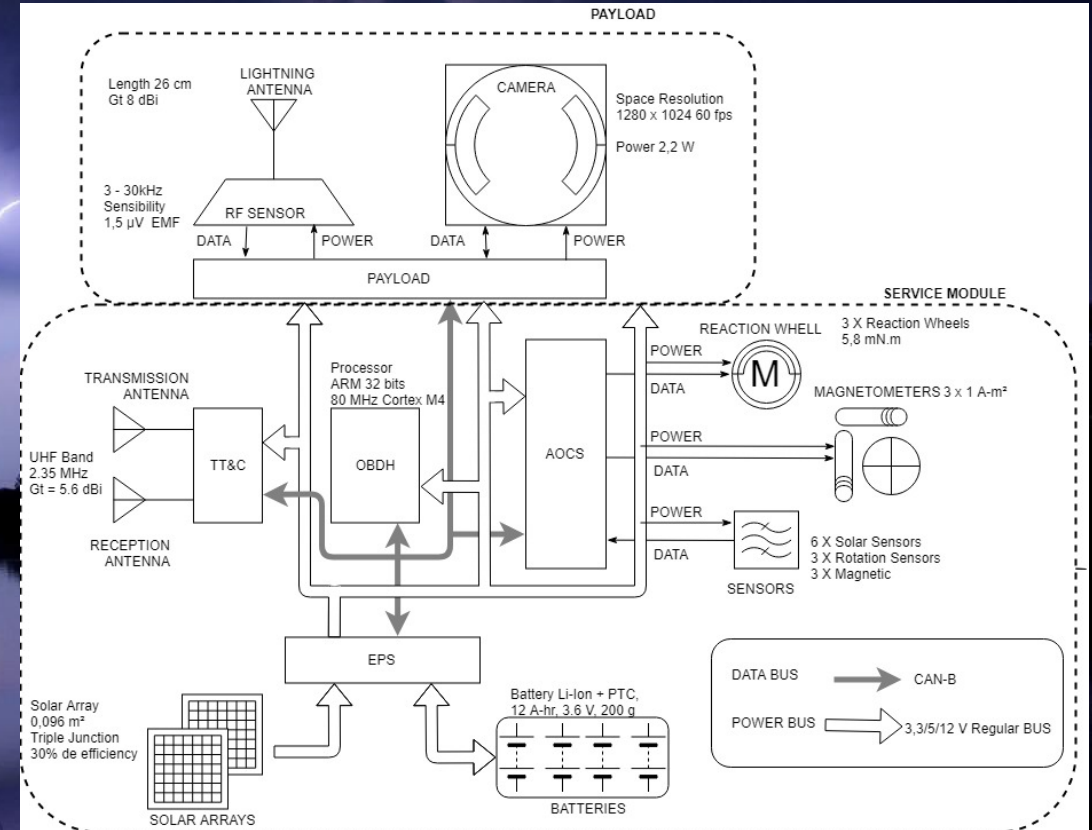 PAYLOAD
Length 26 cm
Gt 8 dBi
LIGHTNING
ANTENNA
CAMERA
Space Resolution
1280 x 1024 60 fps
Power 2,2 W
3 - 30kHz
Sensibility
1,5 µV EMF
RF SENSOR
DATA
POWER
DATA
POWER
PAYLOAD
SERVICE MODULE
REACTION WHELL
3 X Reaction Wheels
5,8 mN.m
POWER
DATA
M
Processor
ARM 32 bits
80 MHz Cortex M4
TRANSMISSION
ANTENNA
MAGNETOMETERS 3 x 1 A-m²
POWER
DATA
UHF Band
2.35 MHz
Gt = 5.6 dBi
TT&C
OBDH
AOCS
RECEPTION
ANTENNA
POWER
DATA
6 X Solar Sensors
3 X Rotation Sensors
3 X Magnetic
SENSORS
EPS
DATA BUS
CAN-B
POWER BUS
3,3/5/12 V Regular BUS
Solar Array
0,096 m²
Triple Junction
30% de efficiency
SOLAR ARRAYS
Battery Li-Ion + PTC,
12 A-hr, 3.6 V, 200 g
BATTERIES